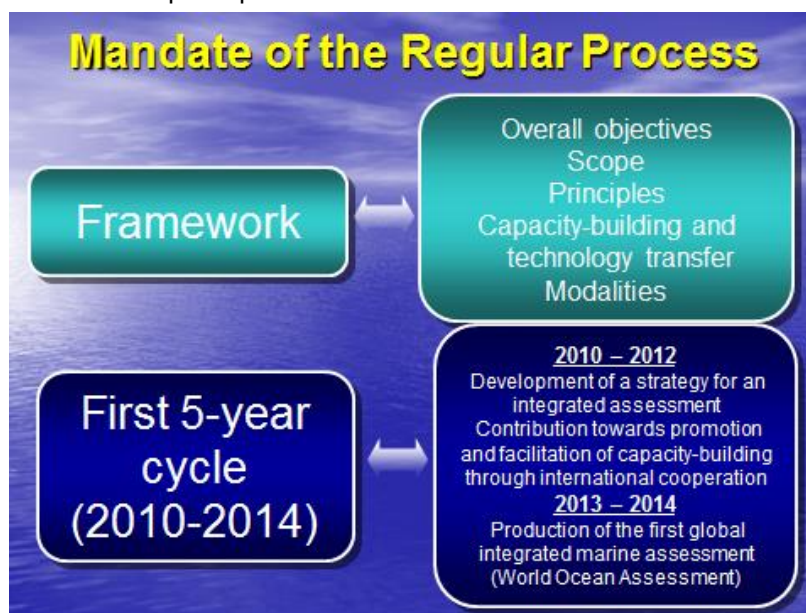 Mandate of the Regular Process
Framework
Overall objectives
Scope
Principles
Capacity-building and
technology transfer
Modalities
First 5-year
cycle
(2010-2014)
2010 – 2012
Development of a strategy for an
integrated assessment
Contribution towards promotion
and facilitation of capacity-building
through international cooperation
2013 – 2014
Production of the first global
integrated marine assessment
(World Ocean Assessment)